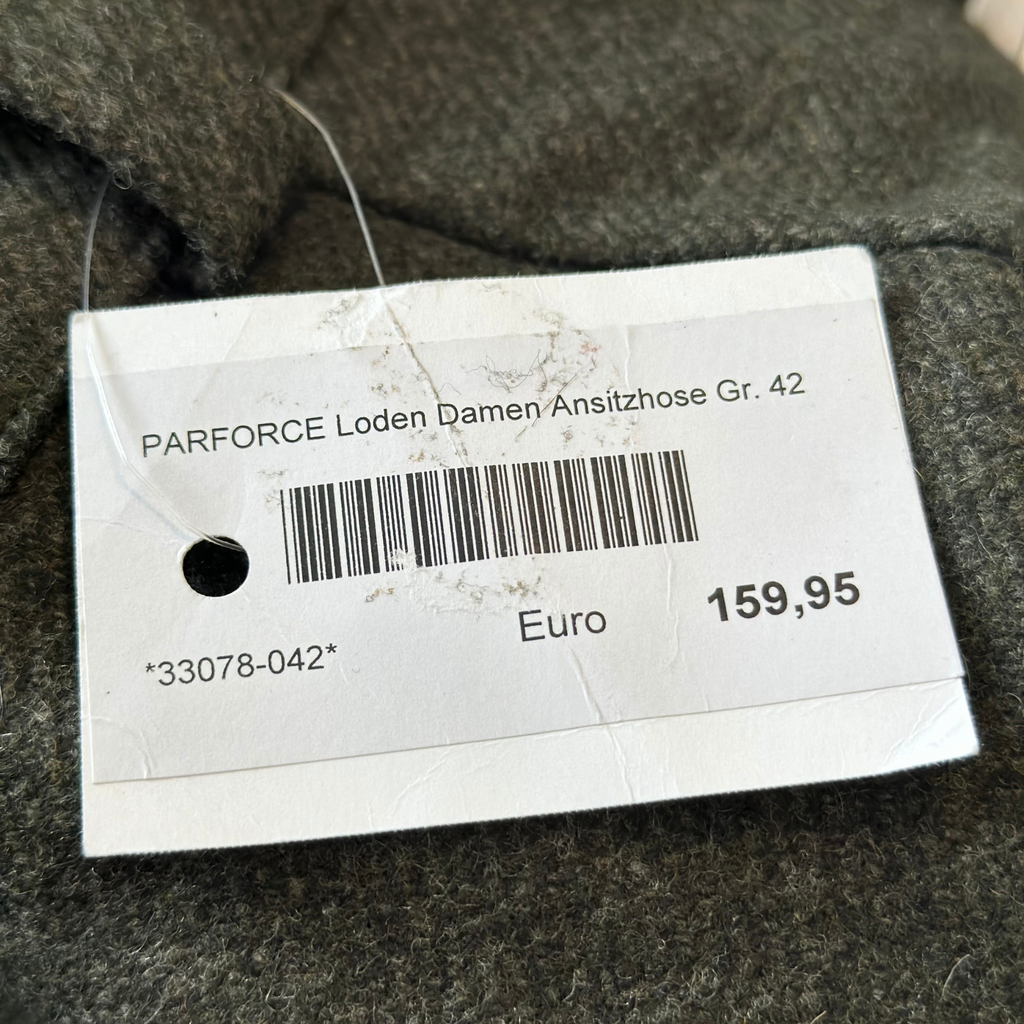 PARFORCE Loden Damen Ansitzhose Gr. 42
Euro 159,95
*33078-042*